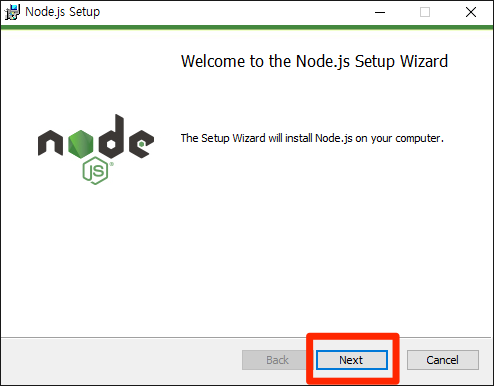 Node.js Setup
Welcome to the Node.js Setup Wizard
node
JS
The Setup Wizard will install Node.js on your computer.
Back
Next
Cancel